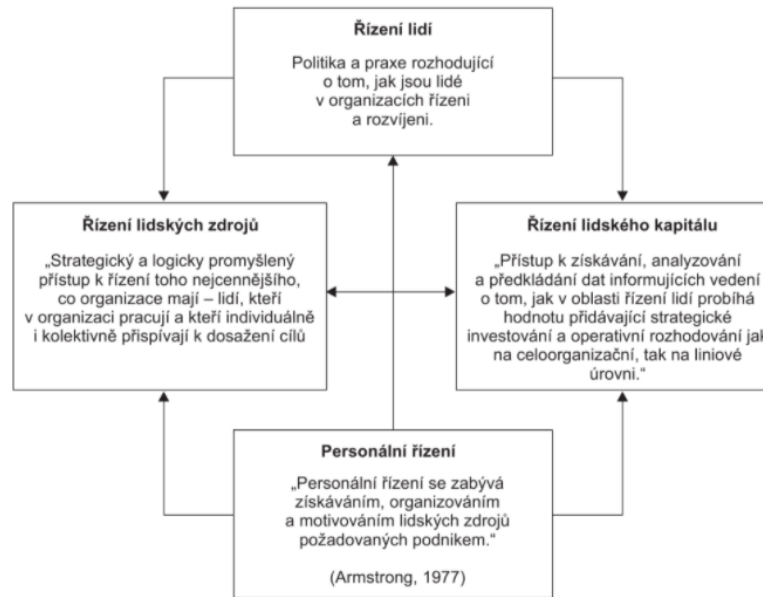 Řízení lidí
Politika a praxe rozhodující
o tom, jak jsou lidé
v organizacích řízeni
a rozvíjeni.
Řízení lidských zdrojů
„Strategický a logicky promyšlený
přístup k řízení toho nejcennějšího,
co organizace mají – lidí, kteří
v organizaci pracují a kteří individuálně
i kolektivně přispívají k dosažení cílů
Řízení lidského kapitálu
„Přístup k získávání, analyzování
a předkládání dat informujících vedení
o tom, jak v oblasti řízení lidí probíhá
hodnotu přidávající strategické
investování a operativní rozhodování jak
na celoorganizační, tak na liniové
úrovni.“
Personální řízení
„Personální řízení se zabývá
získáváním, organizováním
a motivováním lidských zdrojů
požadovaných podnikem.“
(Armstrong, 1977)